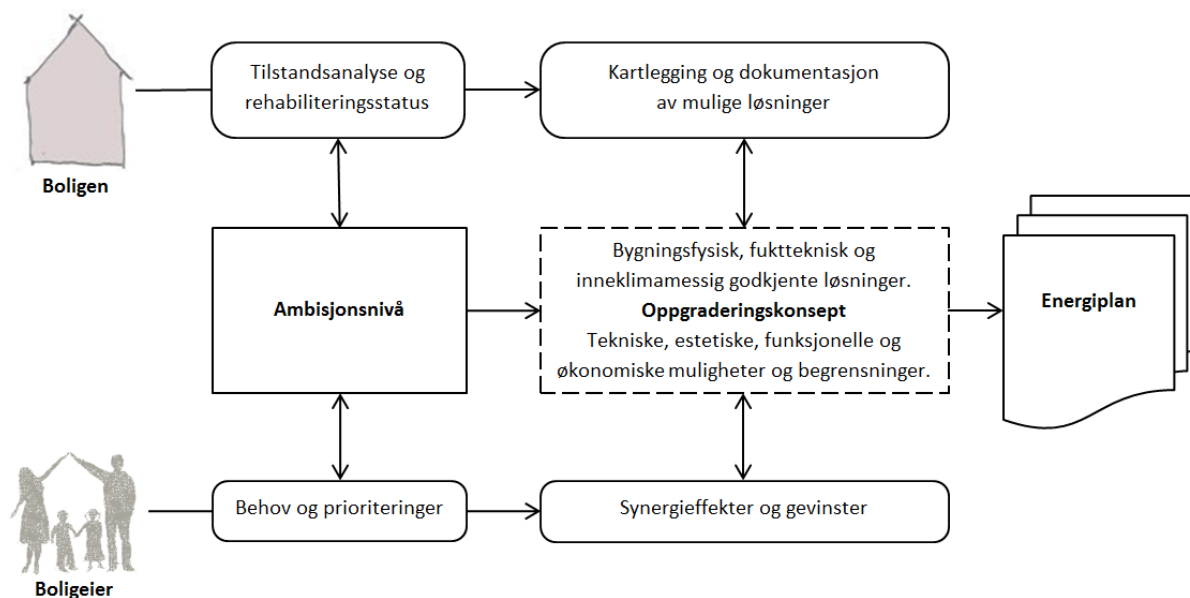 Tilstandsanalyse og
rehabiliteringsstatus
Kartlegging og dokumentasjon
av mulige løsninger
Boligen
Ambisjonsnivå
Bygningsfysisk, fuktteknisk og
inneklimamessig godkjente løsninger.
Oppgraderingskonsept
Tekniske, estetiske, funksjonelle og
økonomiske muligheter og begrensninger.
Energiplan
Behov og prioriteringer
Synergieffekter og gevinster
Boligeier